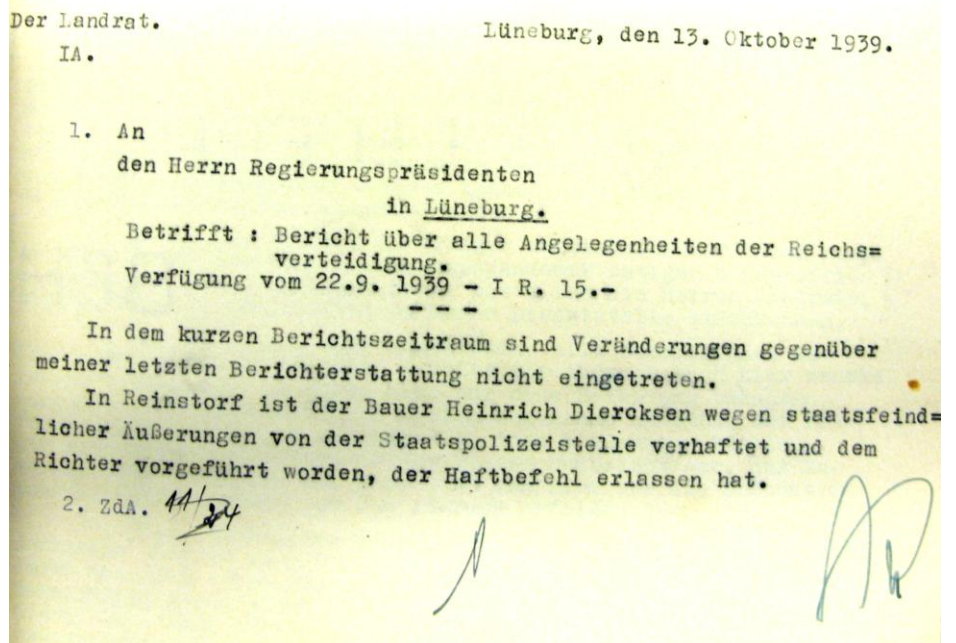 Der Landrat.
Lüneburg, den 13. Oktober 1939.
IA.
1. An
den Herrn Regierungspräsidenten
in Lüneburg.
Betrifft : Bericht über alle Angelegenheiten der Reichs=
verteidigung.
Verfügung vom 22.9. 1939 - I R. 15.-
- - -
In dem kurzen Berichtszeitraum sind Veränderungen gegenüber
meiner letzten Berichterstattung nicht eingetreten.
In Reinstorf ist der Bauer Heinrich Diercksen wegen staatsfeind=
licher Äußerungen von der Staatspolizeistelle verhaftet und dem
Richter vorgeführt worden, der Haftbefehl erlassen hat.
2. ZdA.